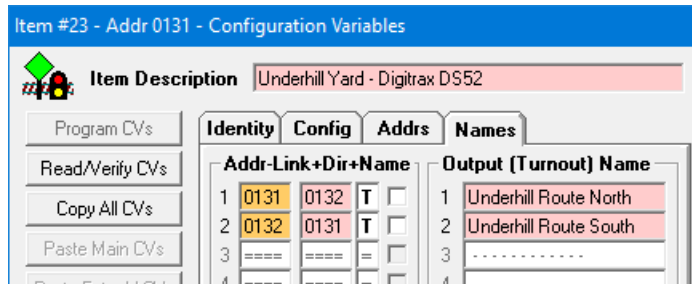 Item #23 - Addr 0131 - Configuration Variables
Item Description Underhill Yard - Digitrax DS52
Program CVs
Identity Config Addrs Names
Read/Verify CVs
Addr-Link+Dir+Name Output (Turnout) Name
1 0131 0132 T 1 Underhill Route North
Copy All CVs
2 0132 0131 T 2 Underhill Route South
Paste Main CVs
3 ==== ==== = 3 - - - - - - - - - - - -